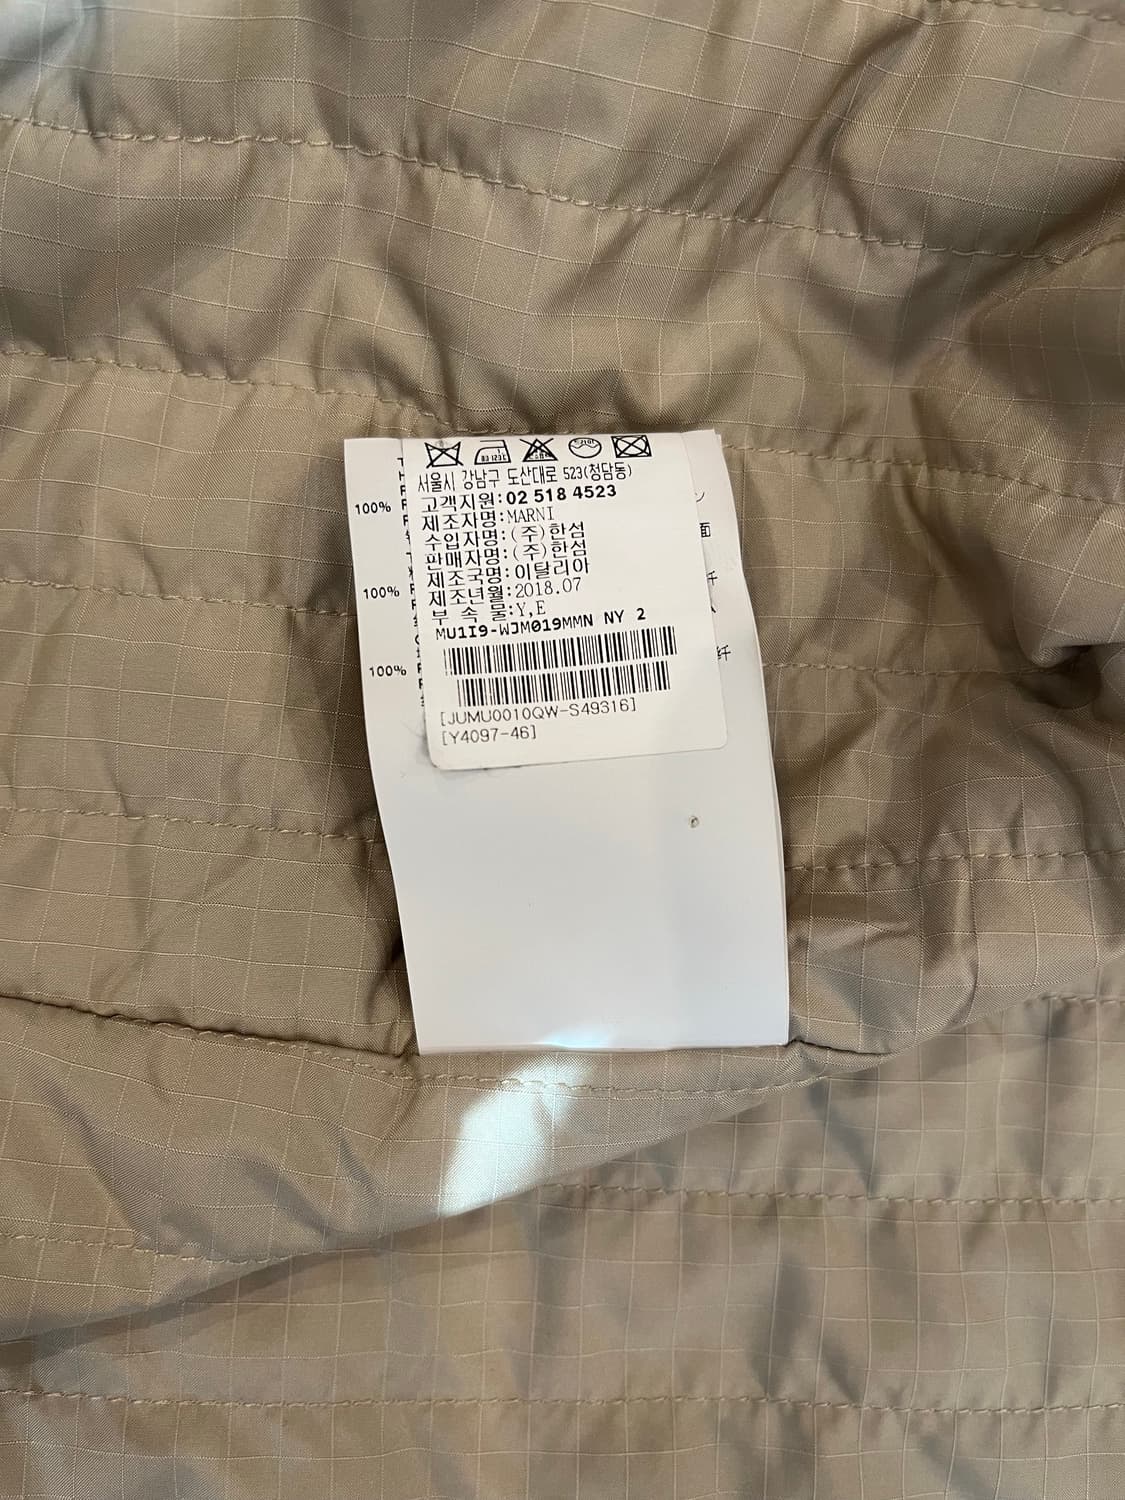 서울시 강남구 도산대로 523(청담동)
고객지원:02 518 4523
제조자명:MARNI
수입자명:(주)한섬
판매자명:(주)한섬
제조국명:이탈리아
제조년월:2018.07
부 속 물:Y,E
MU1I9-WJM019MMN NY 2
[JUMU0010QW-S49316]
[Y4097-46]
100%
100%
100%
ン
面
纤